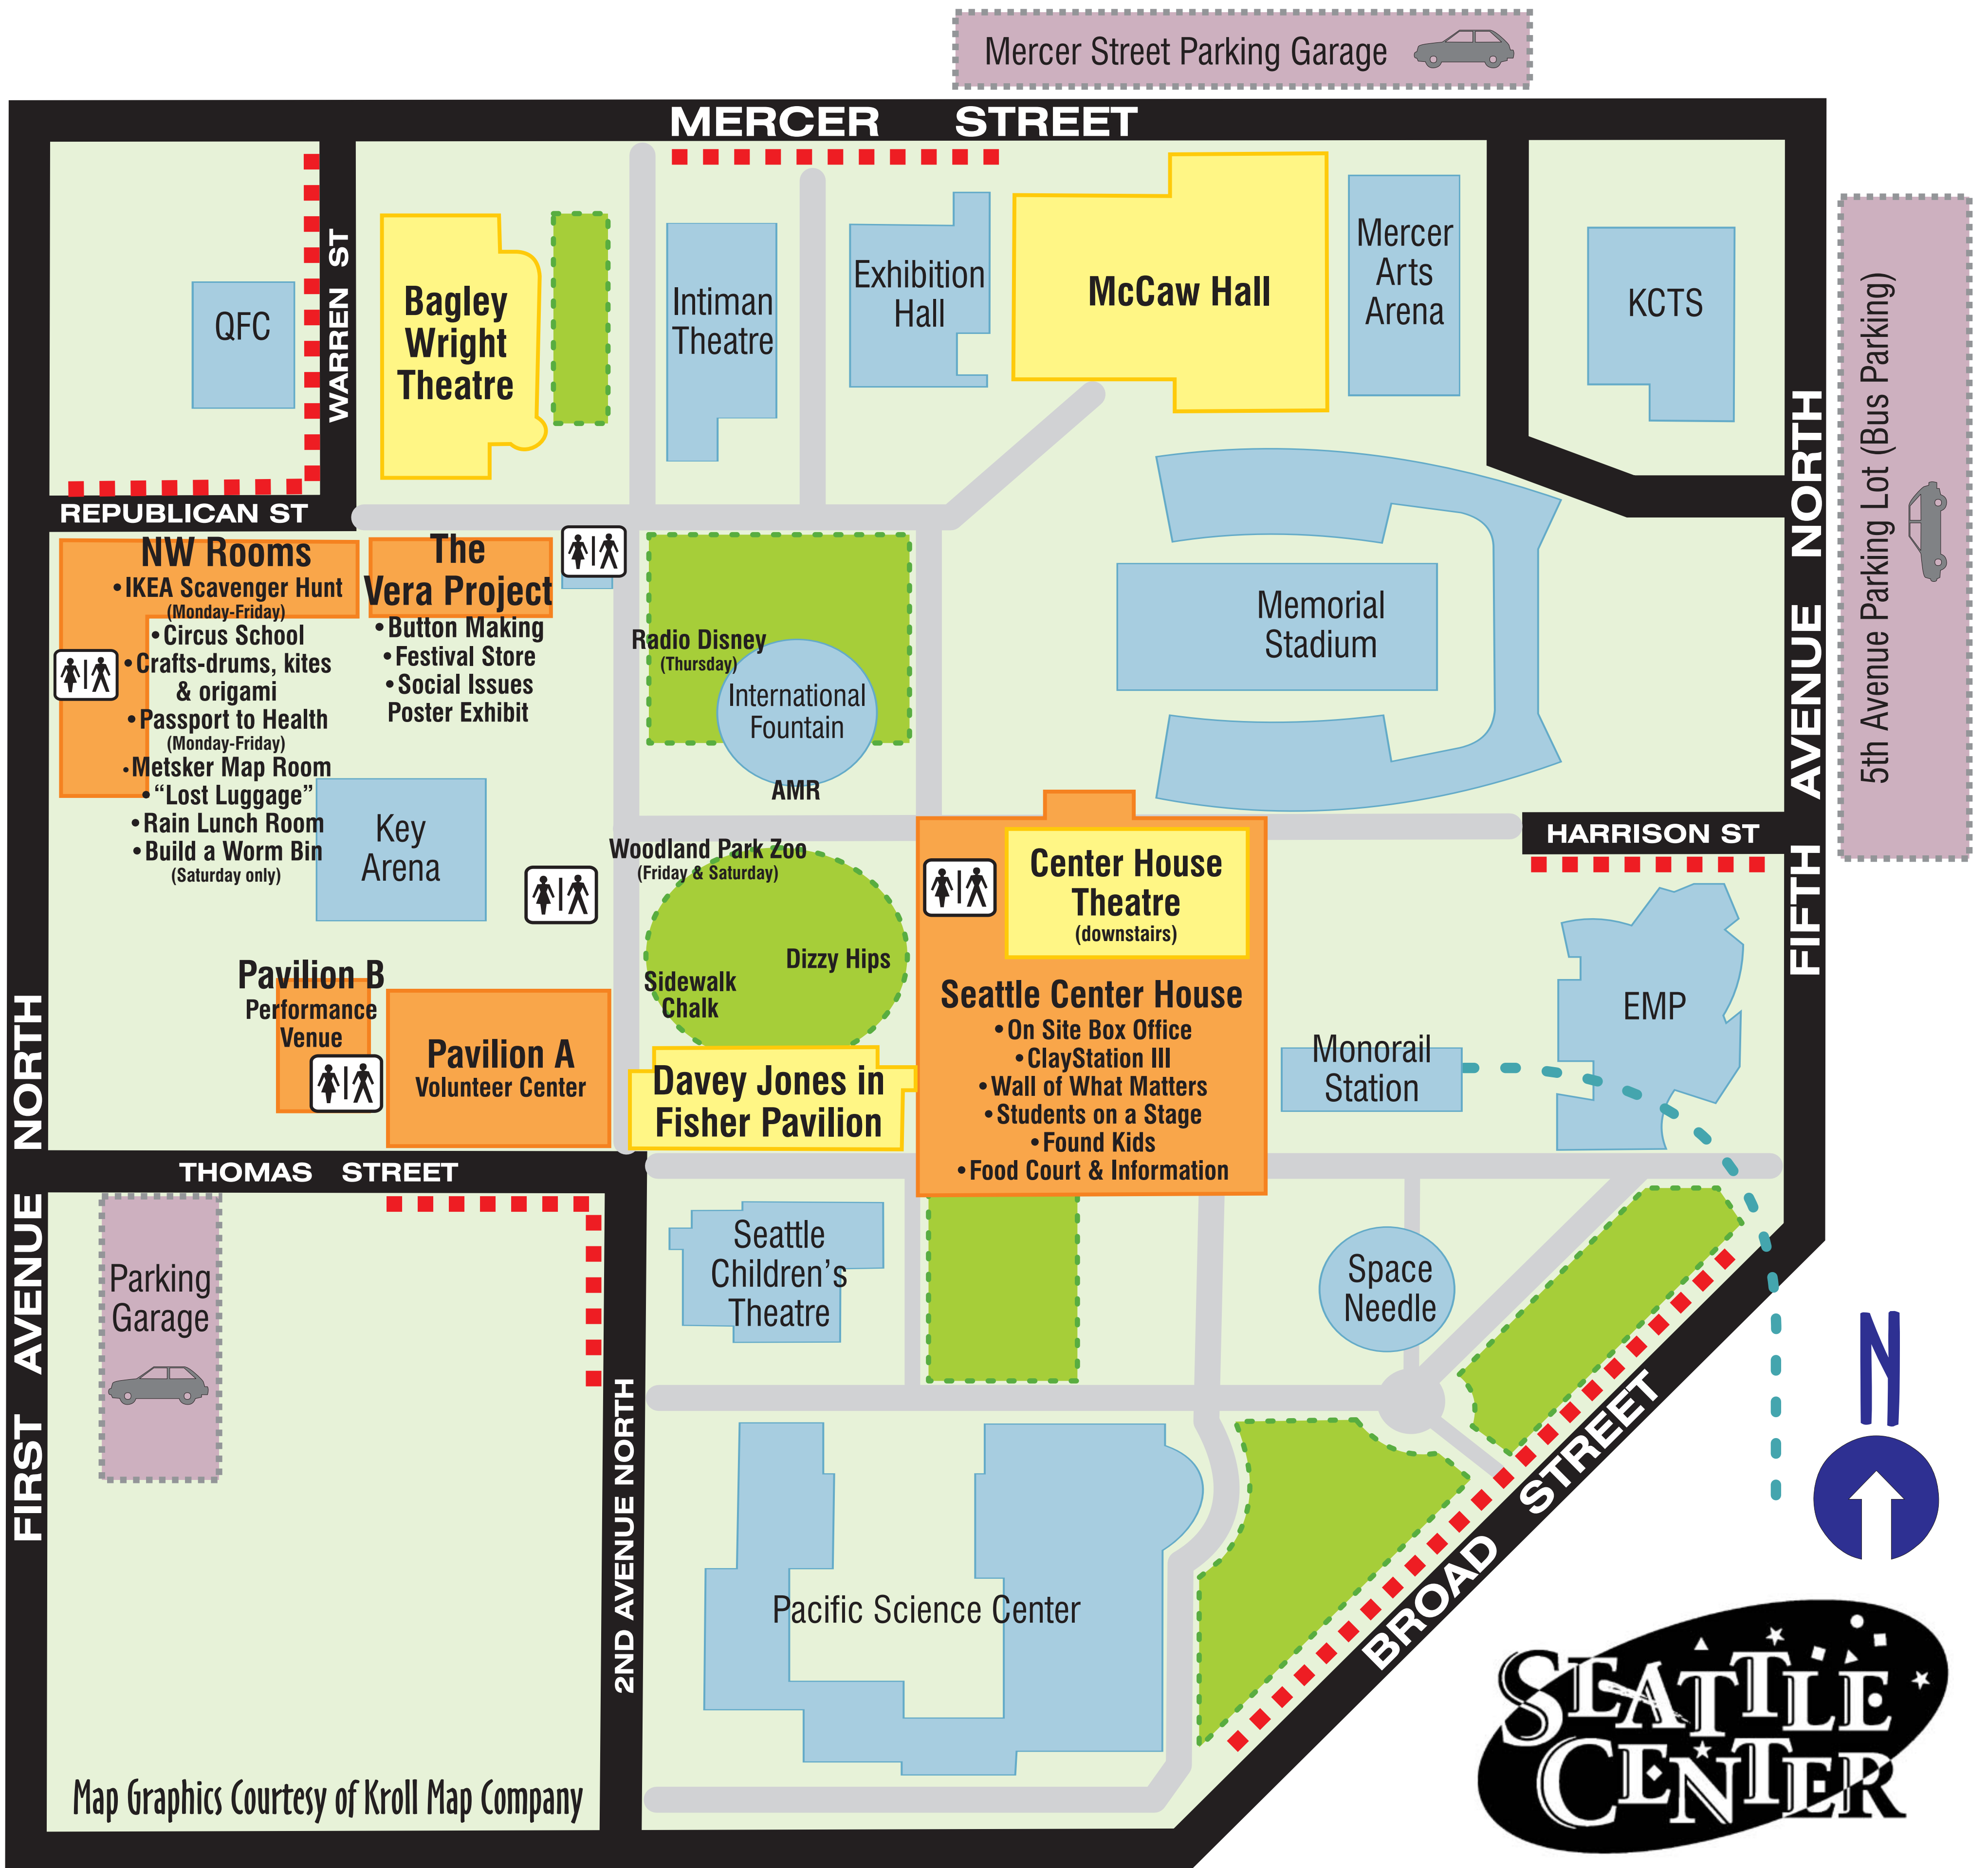 Mercer Street Parking Garage
MERCER STREET
QFC
WARREN ST
Bagley
Wright
Theatre
Intiman
Theatre
Exhibition
Hall
McCaw Hall
Mercer
Arts
Arena
KCTS
5th Avenue Parking Lot (Bus Parking)
FIFTH AVENUE NORTH
REPUBLICAN ST
NW Rooms
•IKEA Scavenger Hunt
(Monday-Friday)
•Circus School
•Crafts-drums, kites
& origami
•Passport to Health
(Monday-Friday)
•Metsker Map Room
•"Lost Luggage"
•Rain Lunch Room
•Build a Worm Bin
(Saturday only)
The
Vera Project
•Button Making
•Festival Store
•Social Issues
Poster Exhibit
Radio Disney
(Thursday)
International
Fountain
AMR
Memorial
Stadium
Key
Arena
Woodland Park Zoo
(Friday & Saturday)
Dizzy Hips
Sidewalk
Chalk
Center House
Theatre
(downstairs)
HARRISON ST
Seattle Center House
•On Site Box Office
•ClayStation III
•Wall of What Matters
•Students on a Stage
•Found Kids
•Food Court & Information
EMP
Monorail
Station
Pavilion B
Performance
Venue
Pavilion A
Volunteer Center
Davey Jones in
Fisher Pavilion
FIRST AVENUE NORTH
THOMAS STREET
Parking
Garage
2ND AVENUE NORTH
Seattle
Children's
Theatre
Space
Needle
Pacific Science Center
BROAD STREET
N
Map Graphics Courtesy of Kroll Map Company
SEATTLE
CENTER